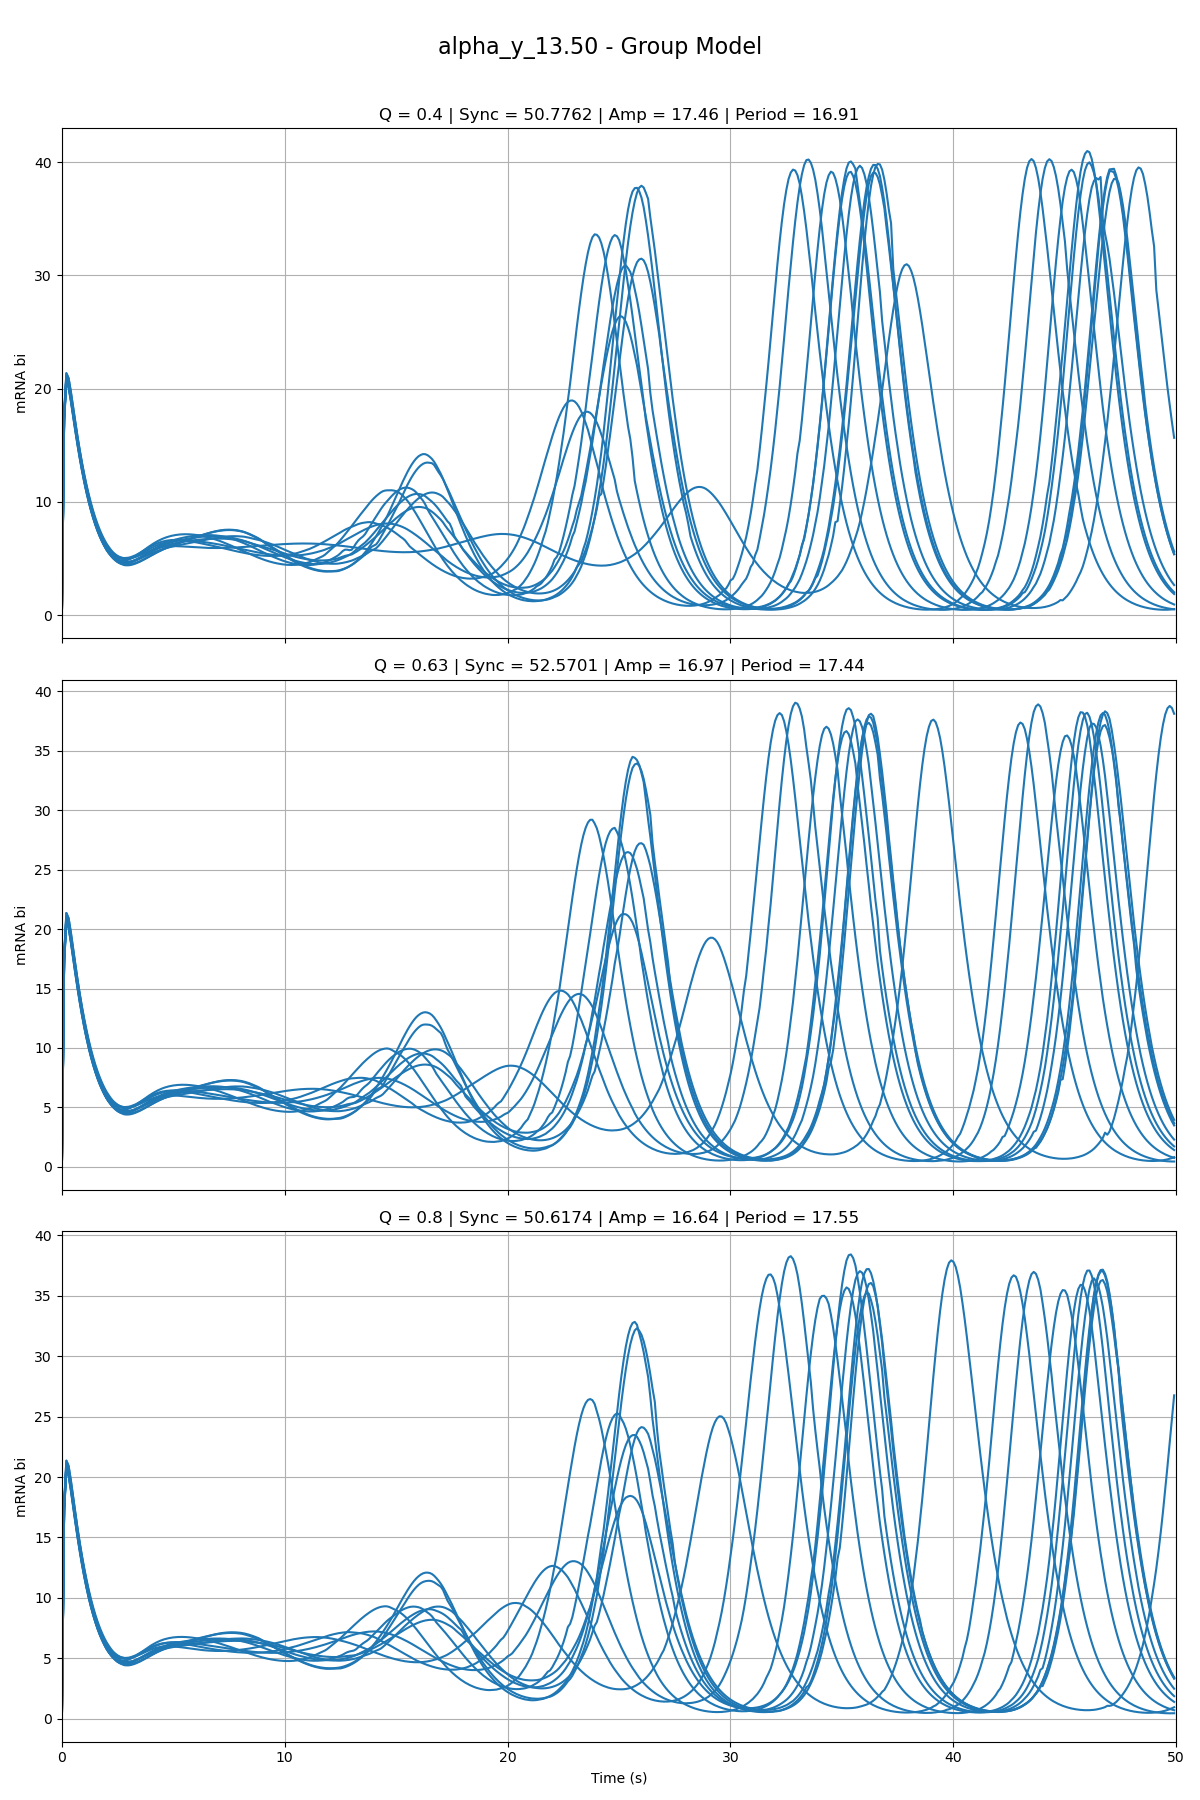 alpha_y_13.50 - Group Model
Q = 0.4 | Sync = 50.7762 | Amp = 17.46 | Period = 16.91
40
30
20
10
0
mRNA bi
Q = 0.63 | Sync = 52.5701 | Amp = 16.97 | Period = 17.44
40
35
30
25
20
15
10
5
0
mRNA bi
Q = 0.8 | Sync = 50.6174 | Amp = 16.64 | Period = 17.55
40
35
30
25
20
15
10
5
0
mRNA bi
0 10 20 30 40 50
Time (s)